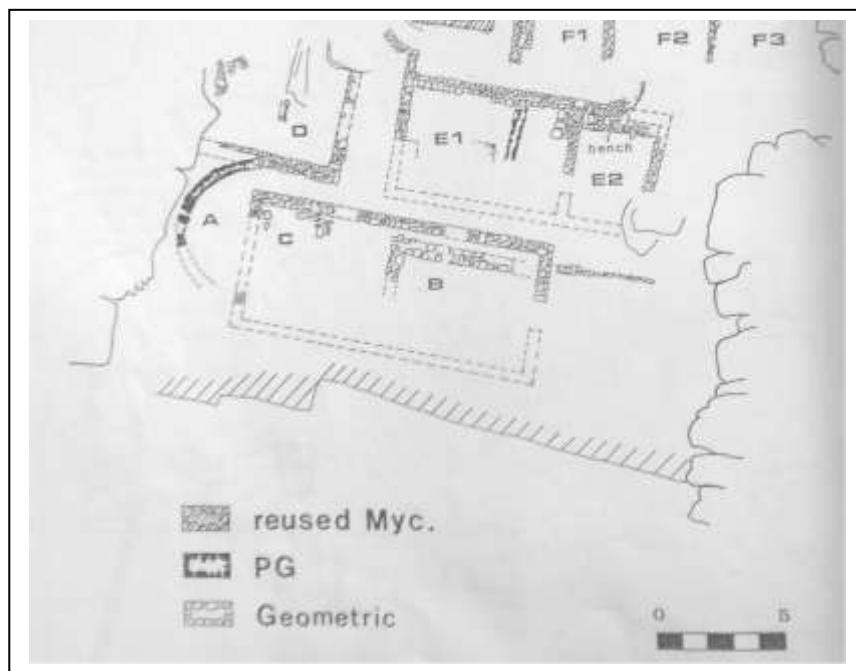 F1 F2 F3
D
E1
bench
E2
A
C
B
reused Myc.
PG
Geometric
0 5